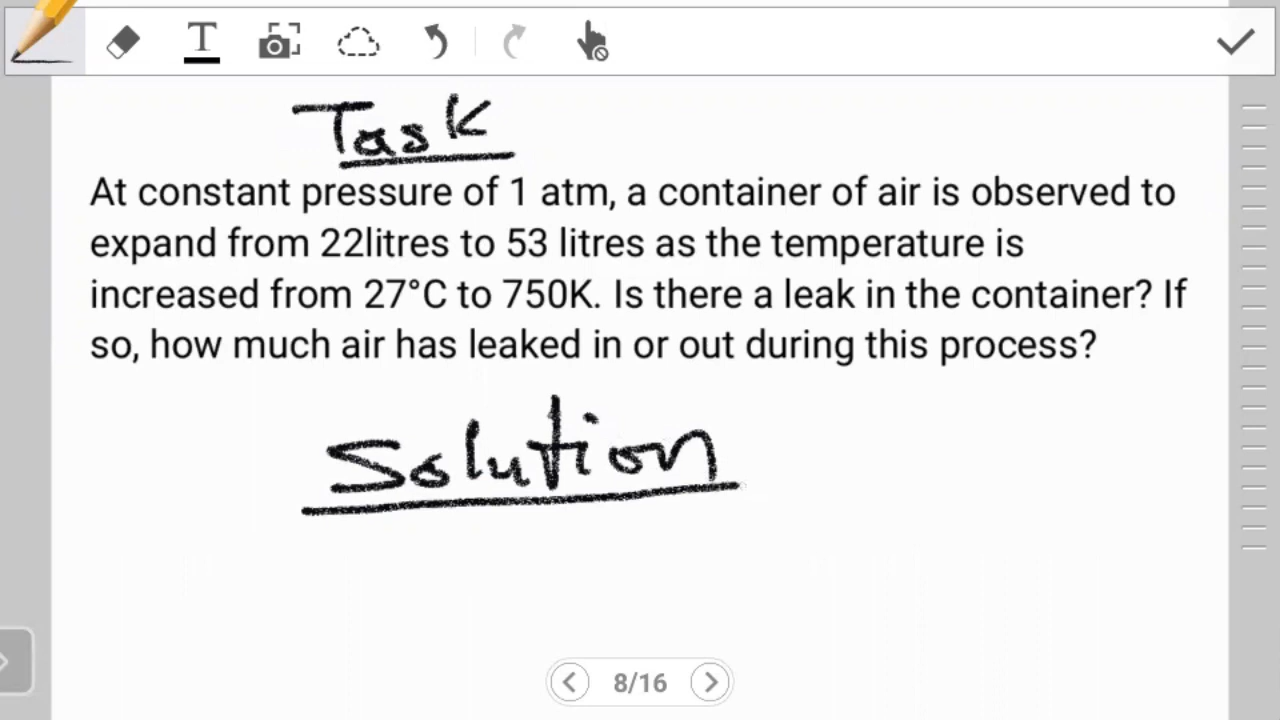 T
Task
At constant pressure of 1 atm, a container of air is observed to
expand from 22litres to 53 litres as the temperature is
increased from 27°C to 750K. Is there a leak in the container? If
so, how much air has leaked in or out during this process?
Solution
8/16